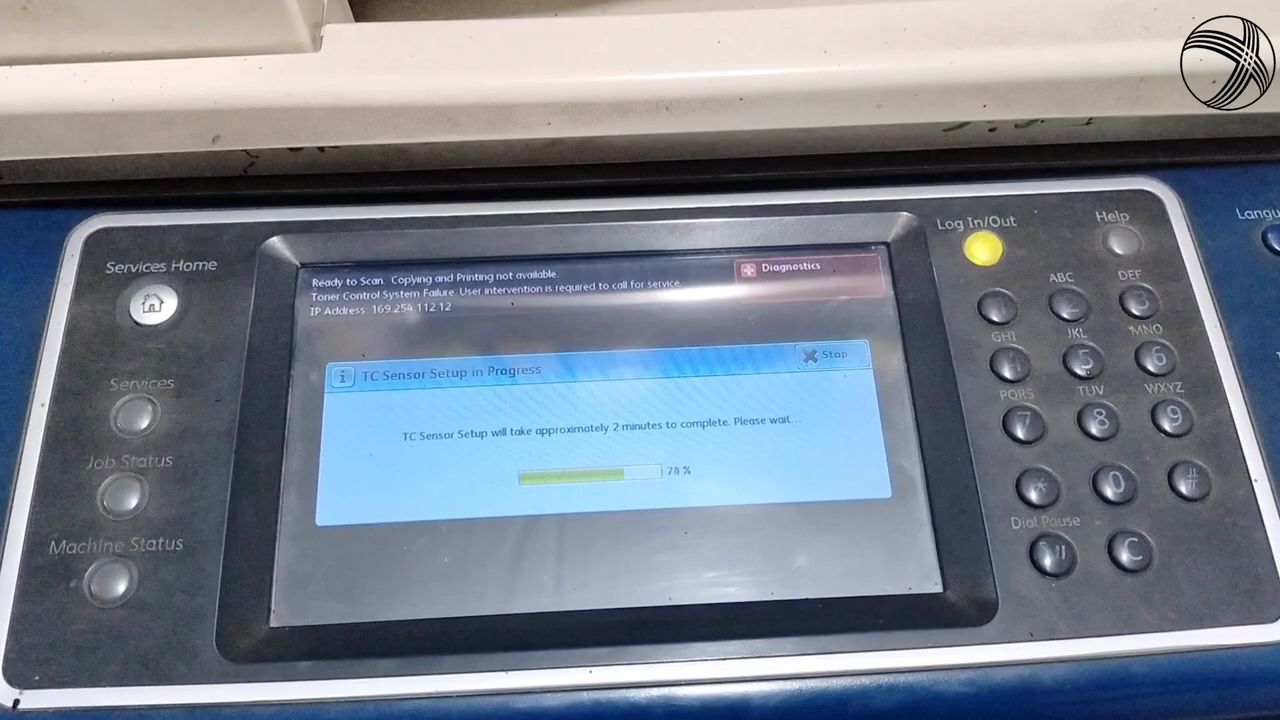 Log In/Out
Help
Services Home
Ready to Scan. Copying and Printing not available.
Diagnostics
Toner Control System Failure. User intervention is required to call for service.
IP Address: 169.254.112.12
ABC
DEF
2
3
GHI
JKL
MNO
5
6
TC Sensor Setup in Progress
Stop
Services
PQRS
TUV
WXYZ
7
8
9
TC Sensor Setup will take approximately 2 minutes to complete. Please wait...
Job Status
*
0
#
Machine Status
Dial Pause
C